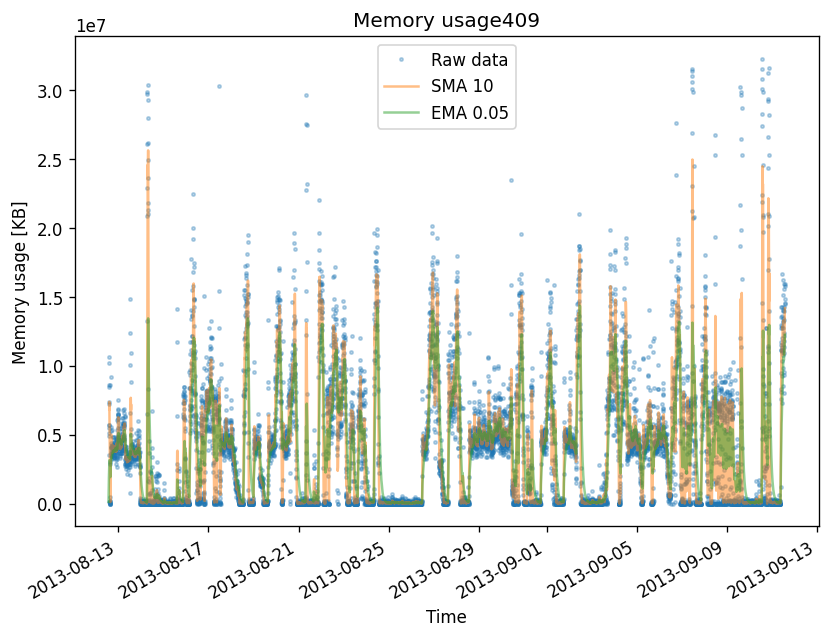 Memory usage409
1e7
Raw data
SMA 10
EMA 0.05
3.0
2.5
2.0
1.5
1.0
0.5
0.0
Memory usage [KB]
2013-08-13
2013-08-17
2013-08-21
2013-08-25
2013-08-29
2013-09-01
2013-09-05
2013-09-09
2013-09-13
Time